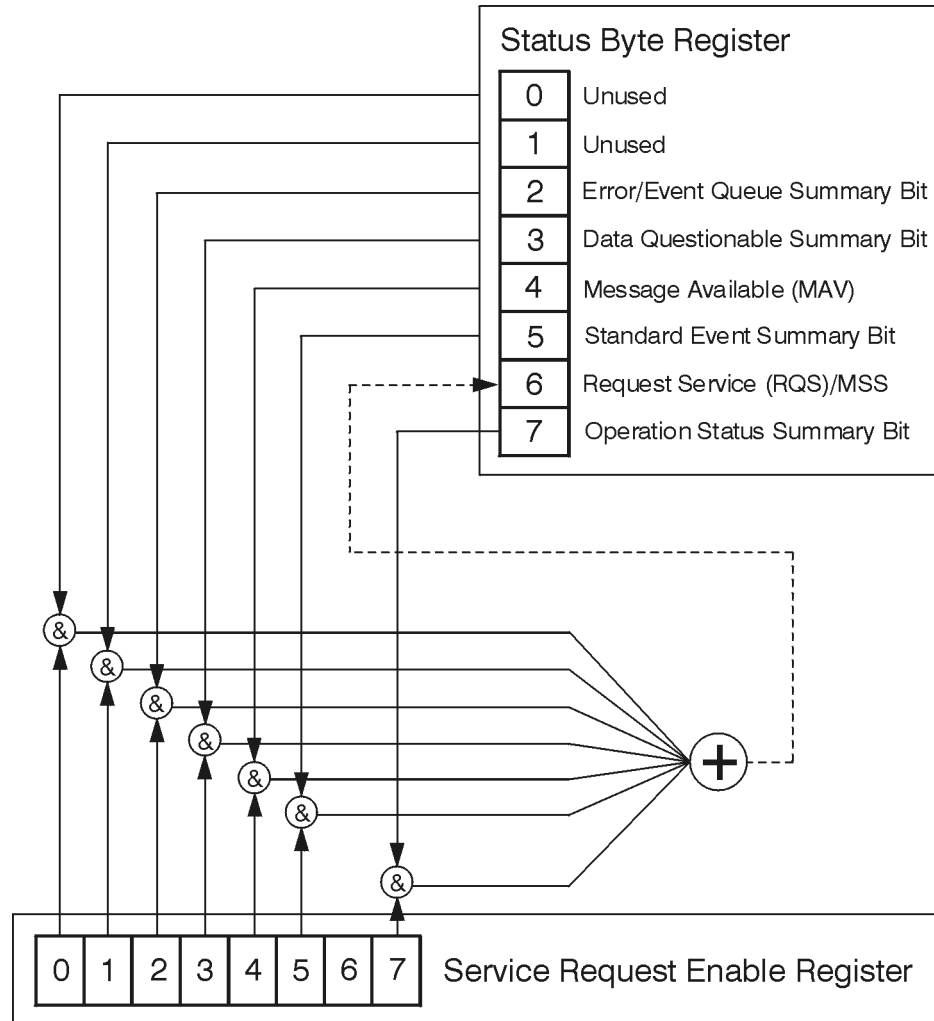 Status Byte Register
0 Unused
1 Unused
2 Error/Event Queue Summary Bit
3 Data Questionable Summary Bit
4 Message Available (MAV)
5 Standard Event Summary Bit
6 Request Service (RQS)/MSS
7 Operation Status Summary Bit
&
&
&
&
&
&
+
&
0 1 2 3 4 5 6 7 Service Request Enable Register